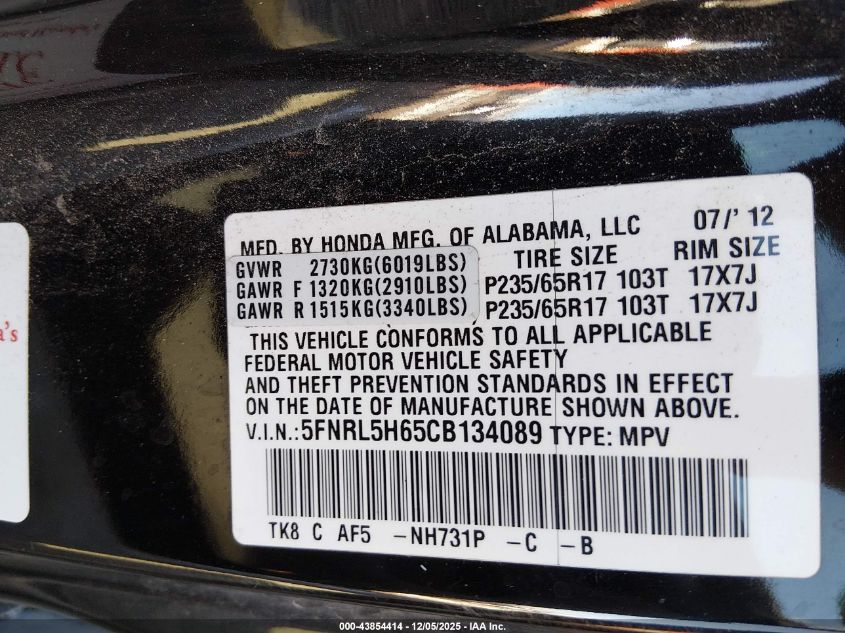 MFD. BY HONDA MFG. OF ALABAMA, LLC 07/' 12
GVWR 2730KG(6019LBS) TIRE SIZE RIM SIZE
GAWR F 1320KG(2910LBS) P235/65R17 103T 17X7J
GAWR R 1515KG(3340LBS) P235/65R17 103T 17X7J
THIS VEHICLE CONFORMS TO ALL APPLICABLE
FEDERAL MOTOR VEHICLE SAFETY
AND THEFT PREVENTION STANDARDS IN EFFECT
ON THE DATE OF MANUFACTURE SHOWN ABOVE.
V.I.N.:5FNRL5H65CB134089 TYPE: MPV
TK8 C AF5 -NH731P -C -B
a's
000-43854414 - 12/05/2025 - IAA Inc.